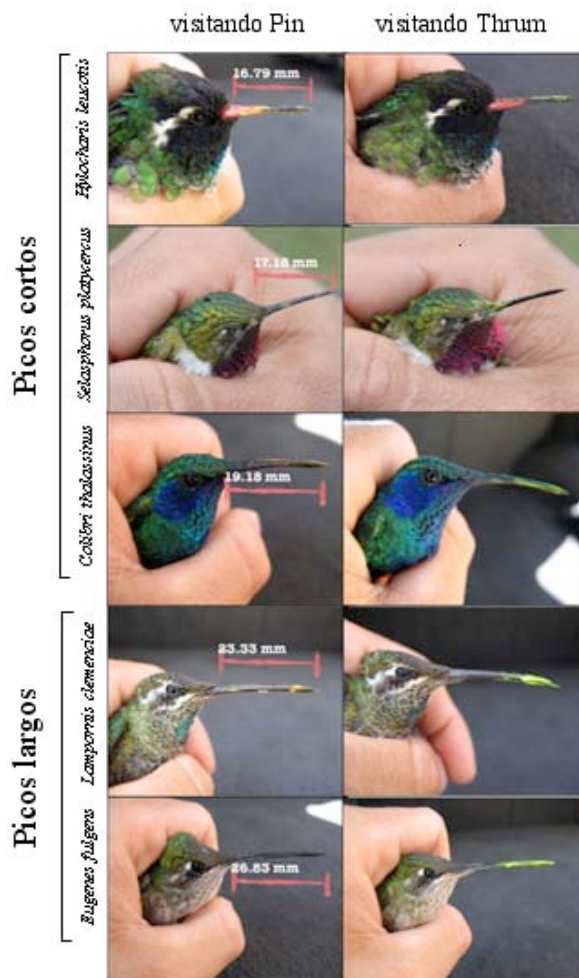 visitando Pin
visitando Thrum
Picos cortos
Hylocharis leucotis
16.79 mm
Selasphorus platycercus
17.18 mm
Colibri thalassinus
19.18 mm
Picos largos
Lampornis clemenciae
23.33 mm
Eugenes fulgens
26.83 mm